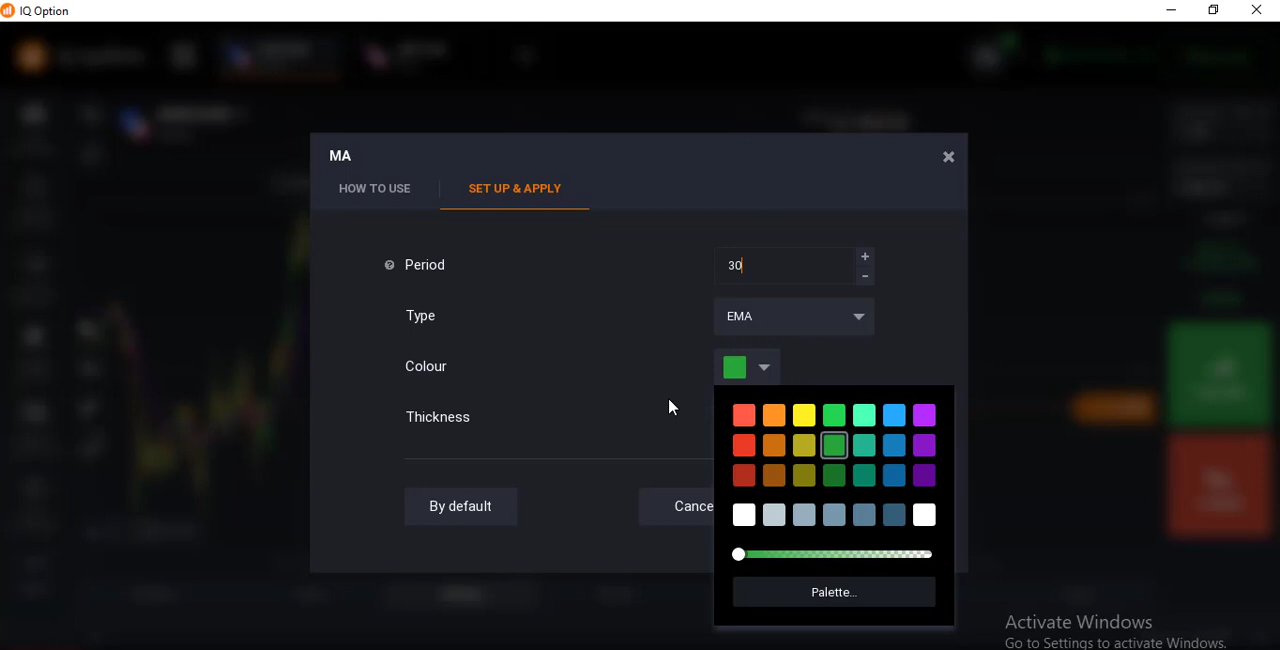 IQ Option
MA
HOW TO USE
SET UP & APPLY
Period
30
Type
EMA
Colour
Thickness
By default
Cance
Palette...
Activate Windows
Go to Settings to activate Windows.